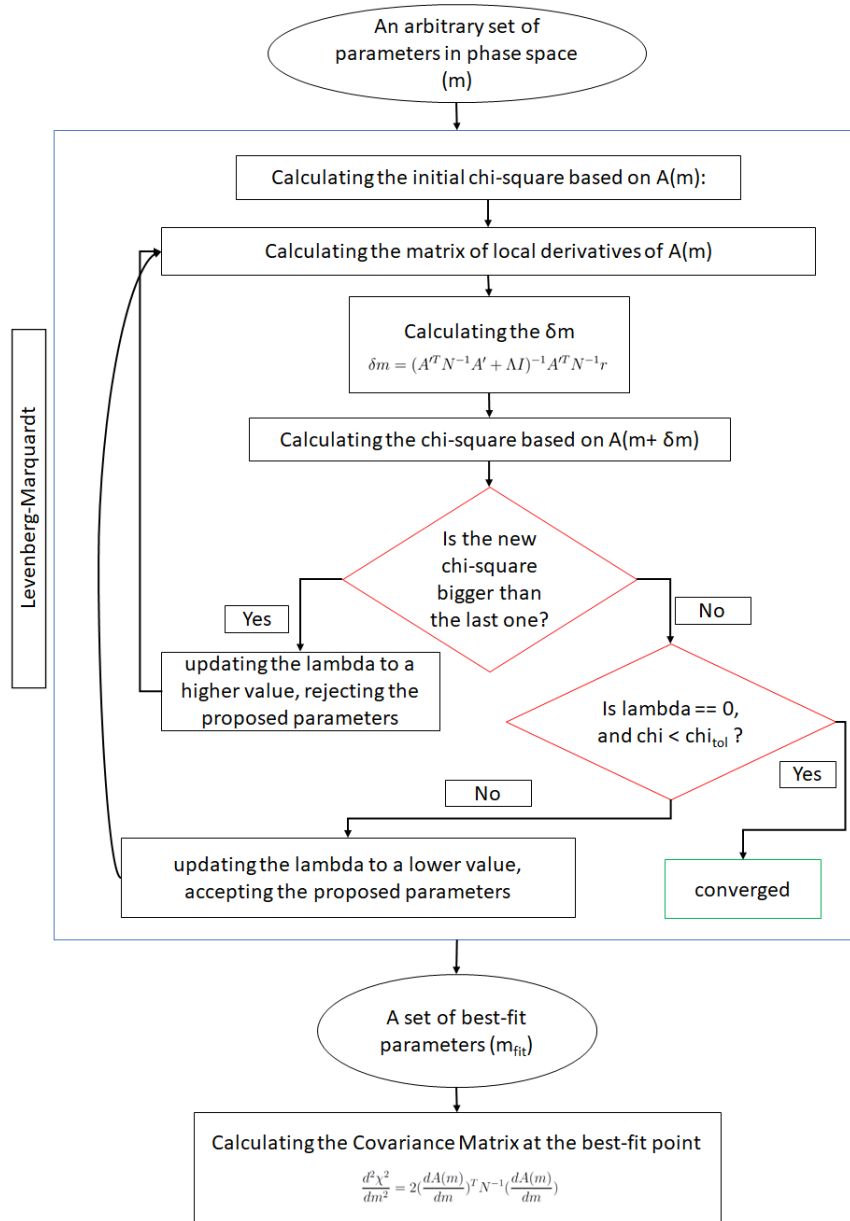 An arbitrary set of
parameters in phase space
(m)
Calculating the initial chi-square based on A(m):
Calculating the matrix of local derivatives of A(m)
Calculating the δm
δm = (A'ᵀN⁻¹A' + ΛI)⁻¹A'ᵀN⁻¹r
Calculating the chi-square based on A(m+ δm)
Levenberg-Marquardt
Is the new
chi-square
bigger than
the last one?
Yes
No
updating the lambda to a
higher value, rejecting the
proposed parameters
Is lambda == 0,
and chi < chi_tol ?
Yes
No
updating the lambda to a lower value,
accepting the proposed parameters
converged
A set of best-fit
parameters (m_fit)
Calculating the Covariance Matrix at the best-fit point
d²χ²/dm² = 2(dA(m)/dm)ᵀN⁻¹(dA(m)/dm)